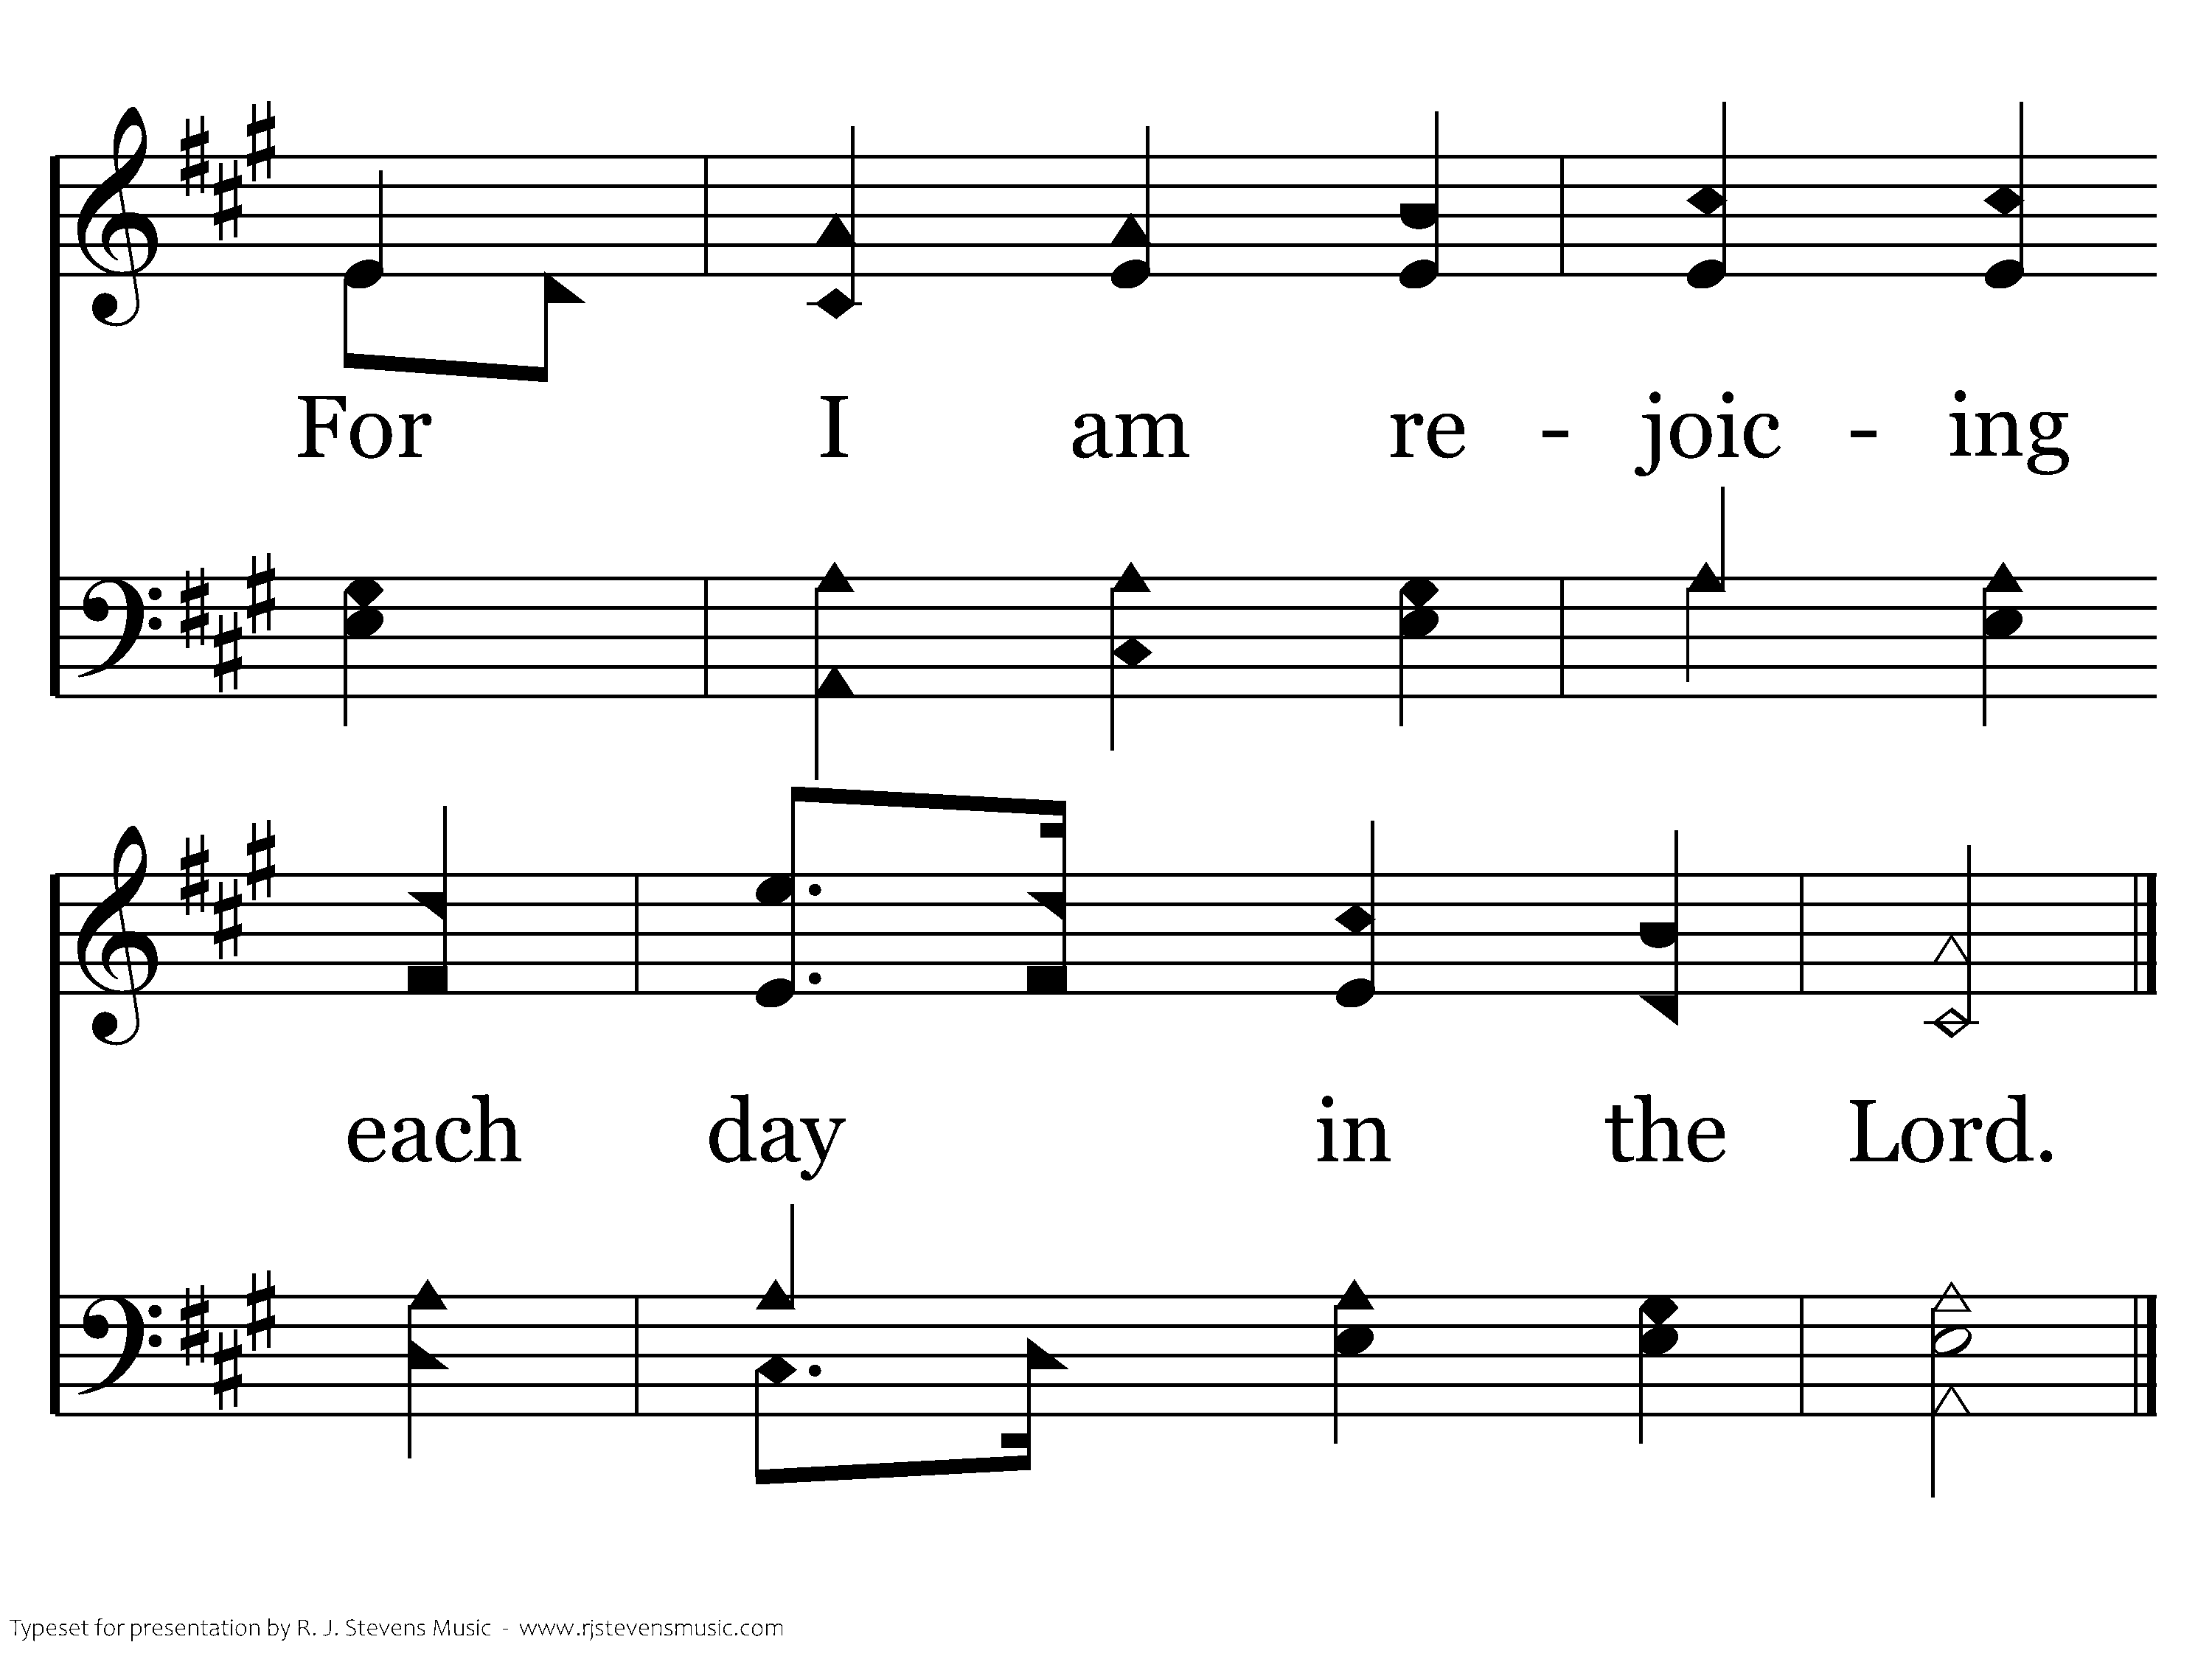 For I am re - joic - ing
each day in the Lord.
Typeset for presentation by R. J. Stevens Music - www.rjstevensmusic.com